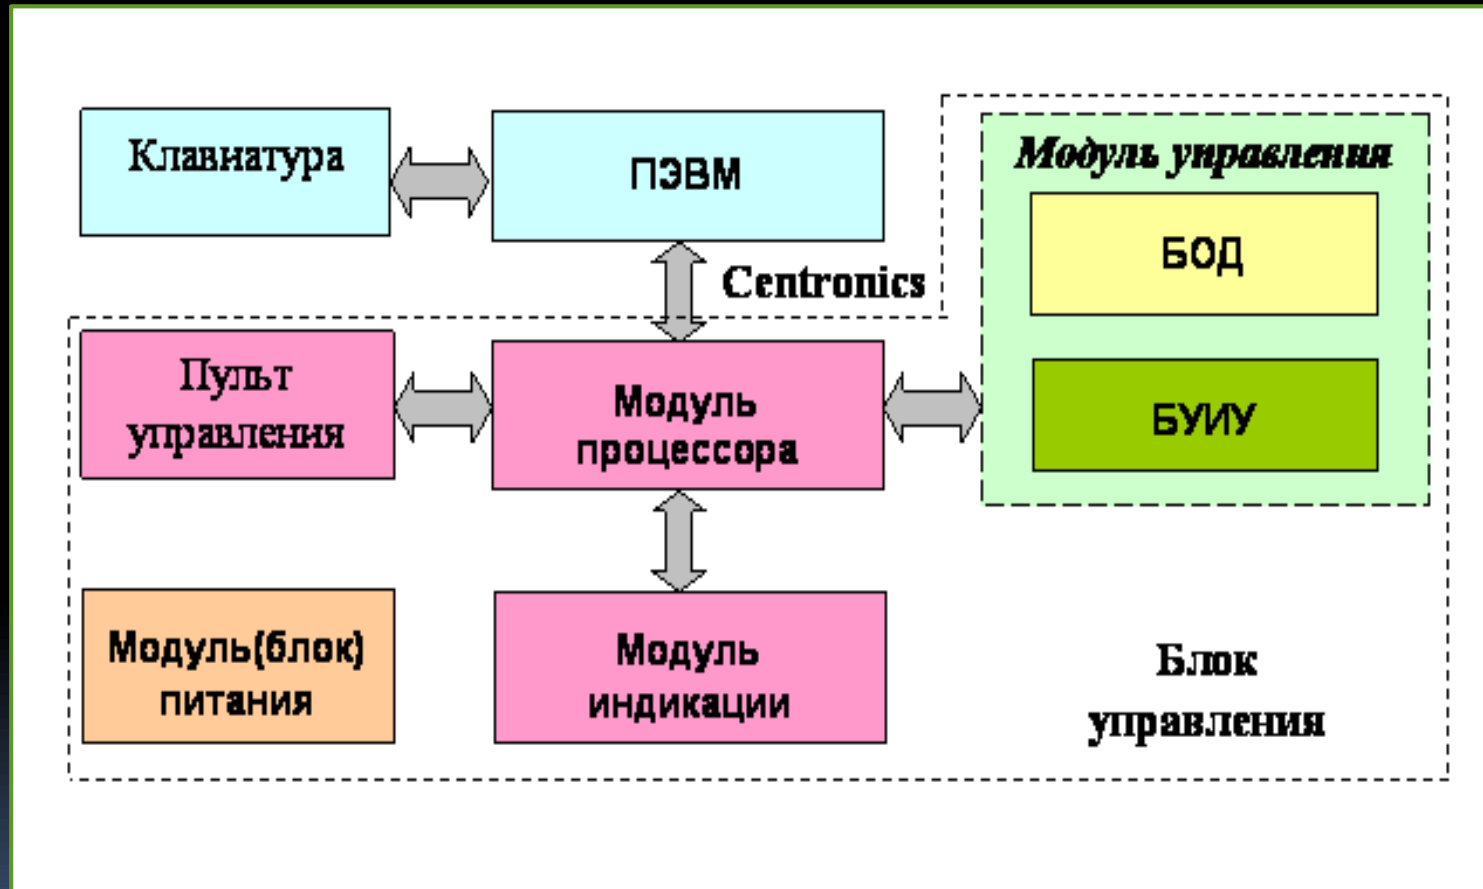 Клавиатура
ПЭВМ
Модуль управления
БОД
Centronics
Пульт
управления
Модуль
процессора
БУИУ
Модуль(блок)
питания
Модуль
индикации
Блок
управления